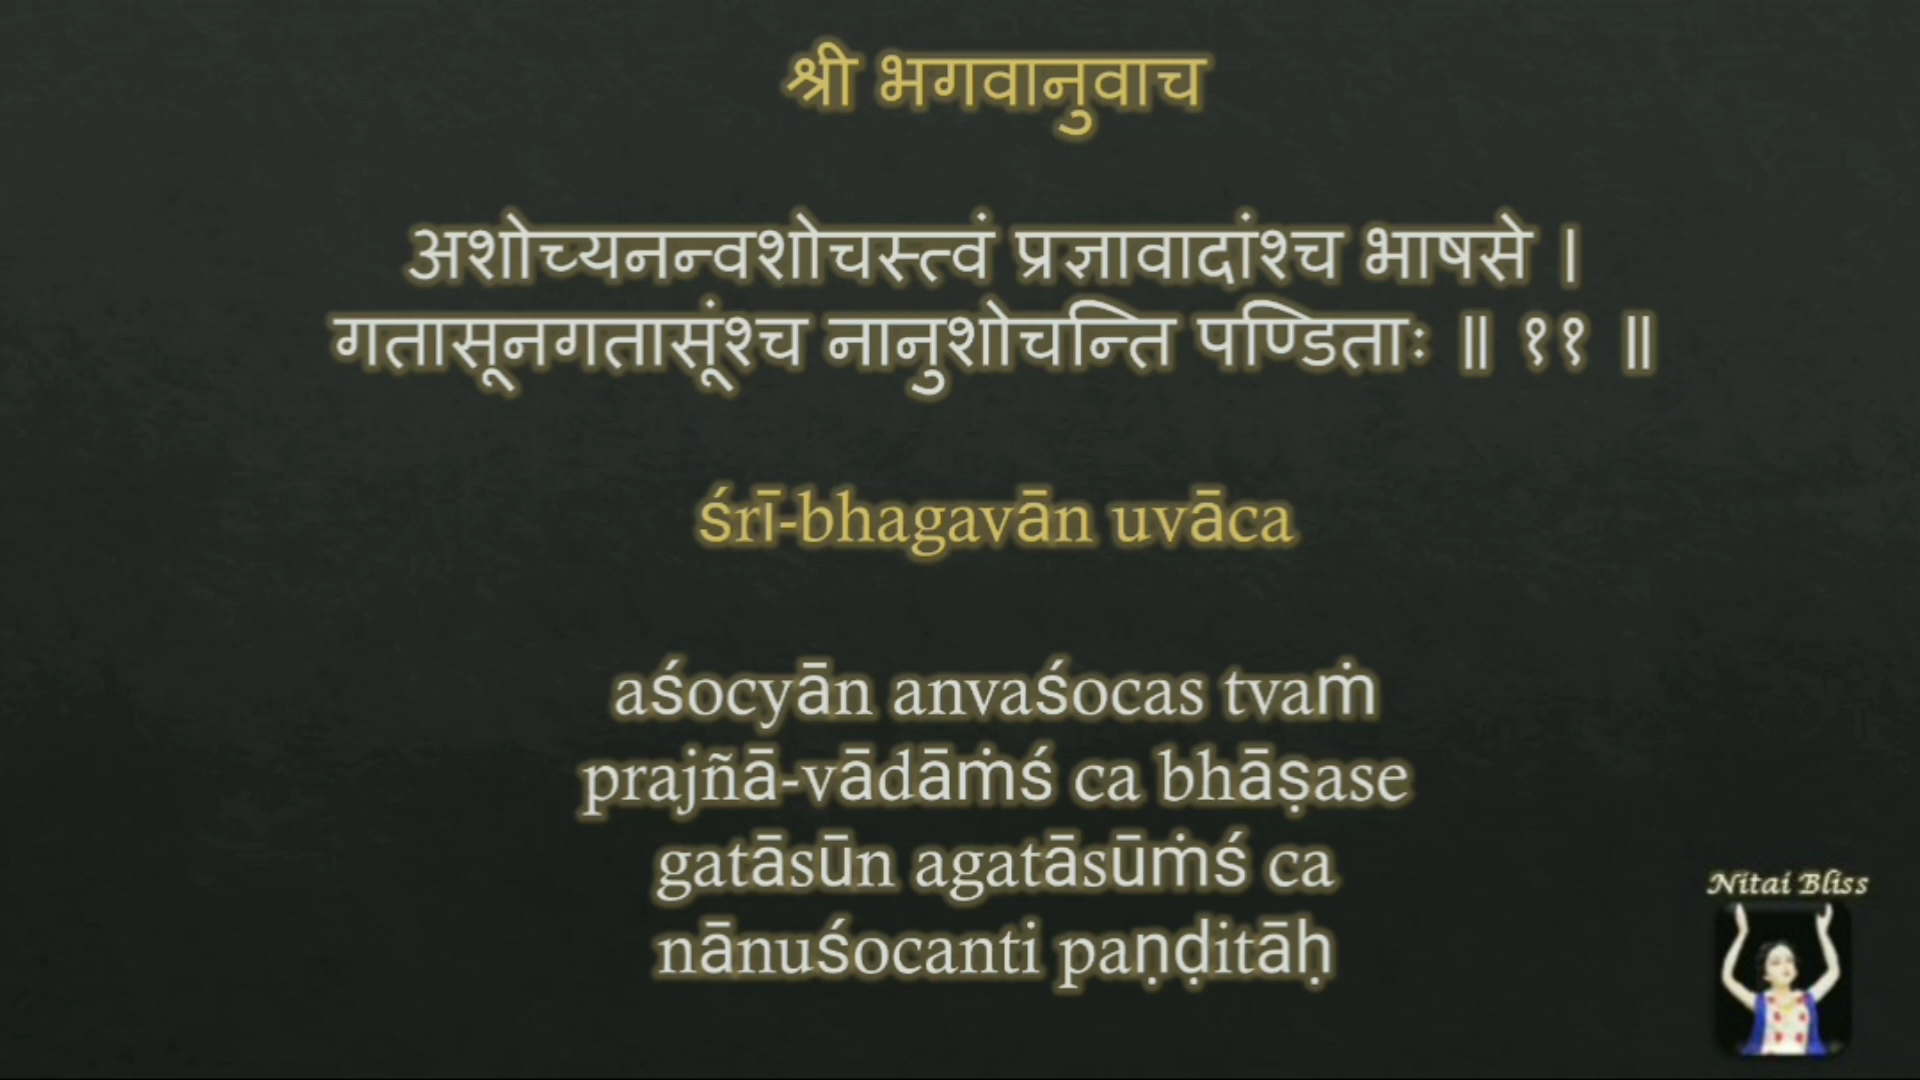 श्री भगवानुवाच
अशोच्यनन्वशोचस्त्वं प्रज्ञावादांश्च भाषसे ।
गतासूनगतासूंश्च नानुशोचन्ति पण्डिताः ॥ ११ ॥
śrī-bhagavān uvāca
aśocyān anvaśocas tvaṁ
prajñā-vādāṁś ca bhāṣase
gatāsūn agatāsūṁś ca
nānuśocanti paṇḍitāḥ
Nitai Bliss